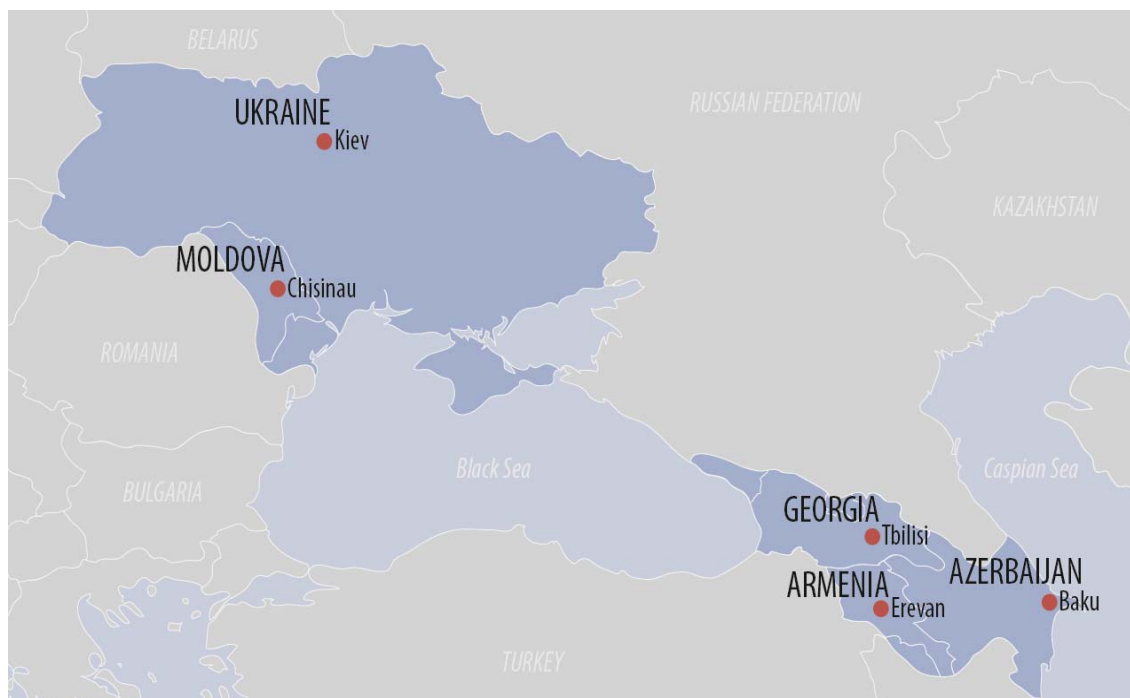 BELARUS
UKRAINE
RUSSIAN FEDERATION
Kiev
KAZAKHSTAN
MOLDOVA
Chisinau
ROMANIA
Black Sea
Caspian Sea
BULGARIA
GEORGIA
Tbilisi
AZERBAIJAN
ARMENIA
Baku
Erevan
TURKEY